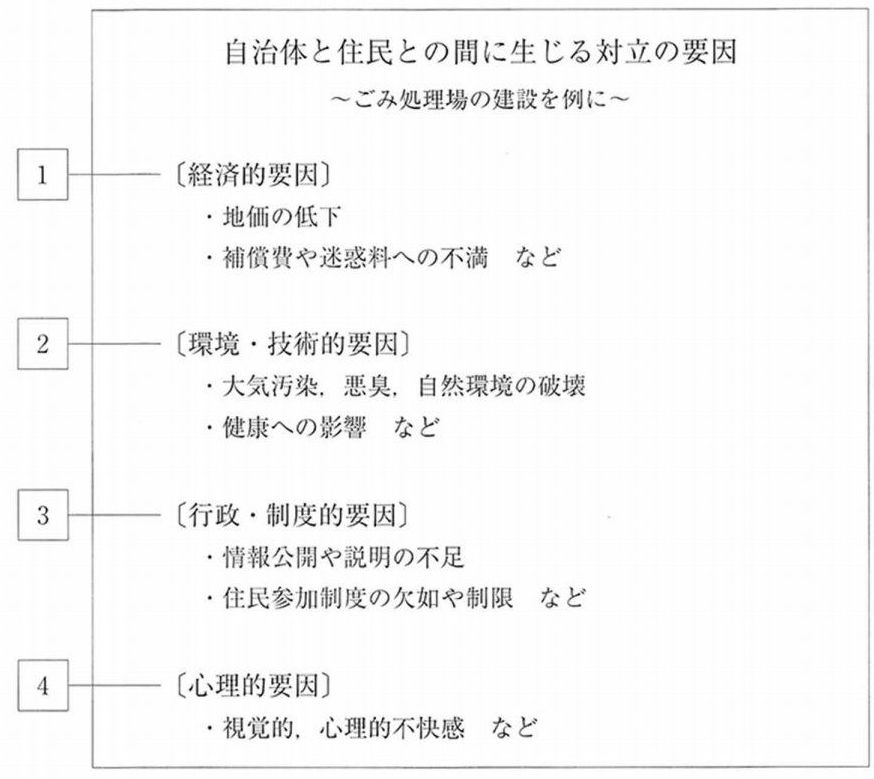 自治体と住民との間に生じる対立の要因
～ごみ処理場の建設を例に～
1 〔経済的要因〕
・地価の低下
・補償費や迷惑料への不満　など
2 〔環境・技術的要因〕
・大気汚染，悪臭，自然環境の破壊
・健康への影響　など
3 〔行政・制度的要因〕
・情報公開や説明の不足
・住民参加制度の欠如や制限　など
4 〔心理的要因〕
・視覚的，心理的不快感　など